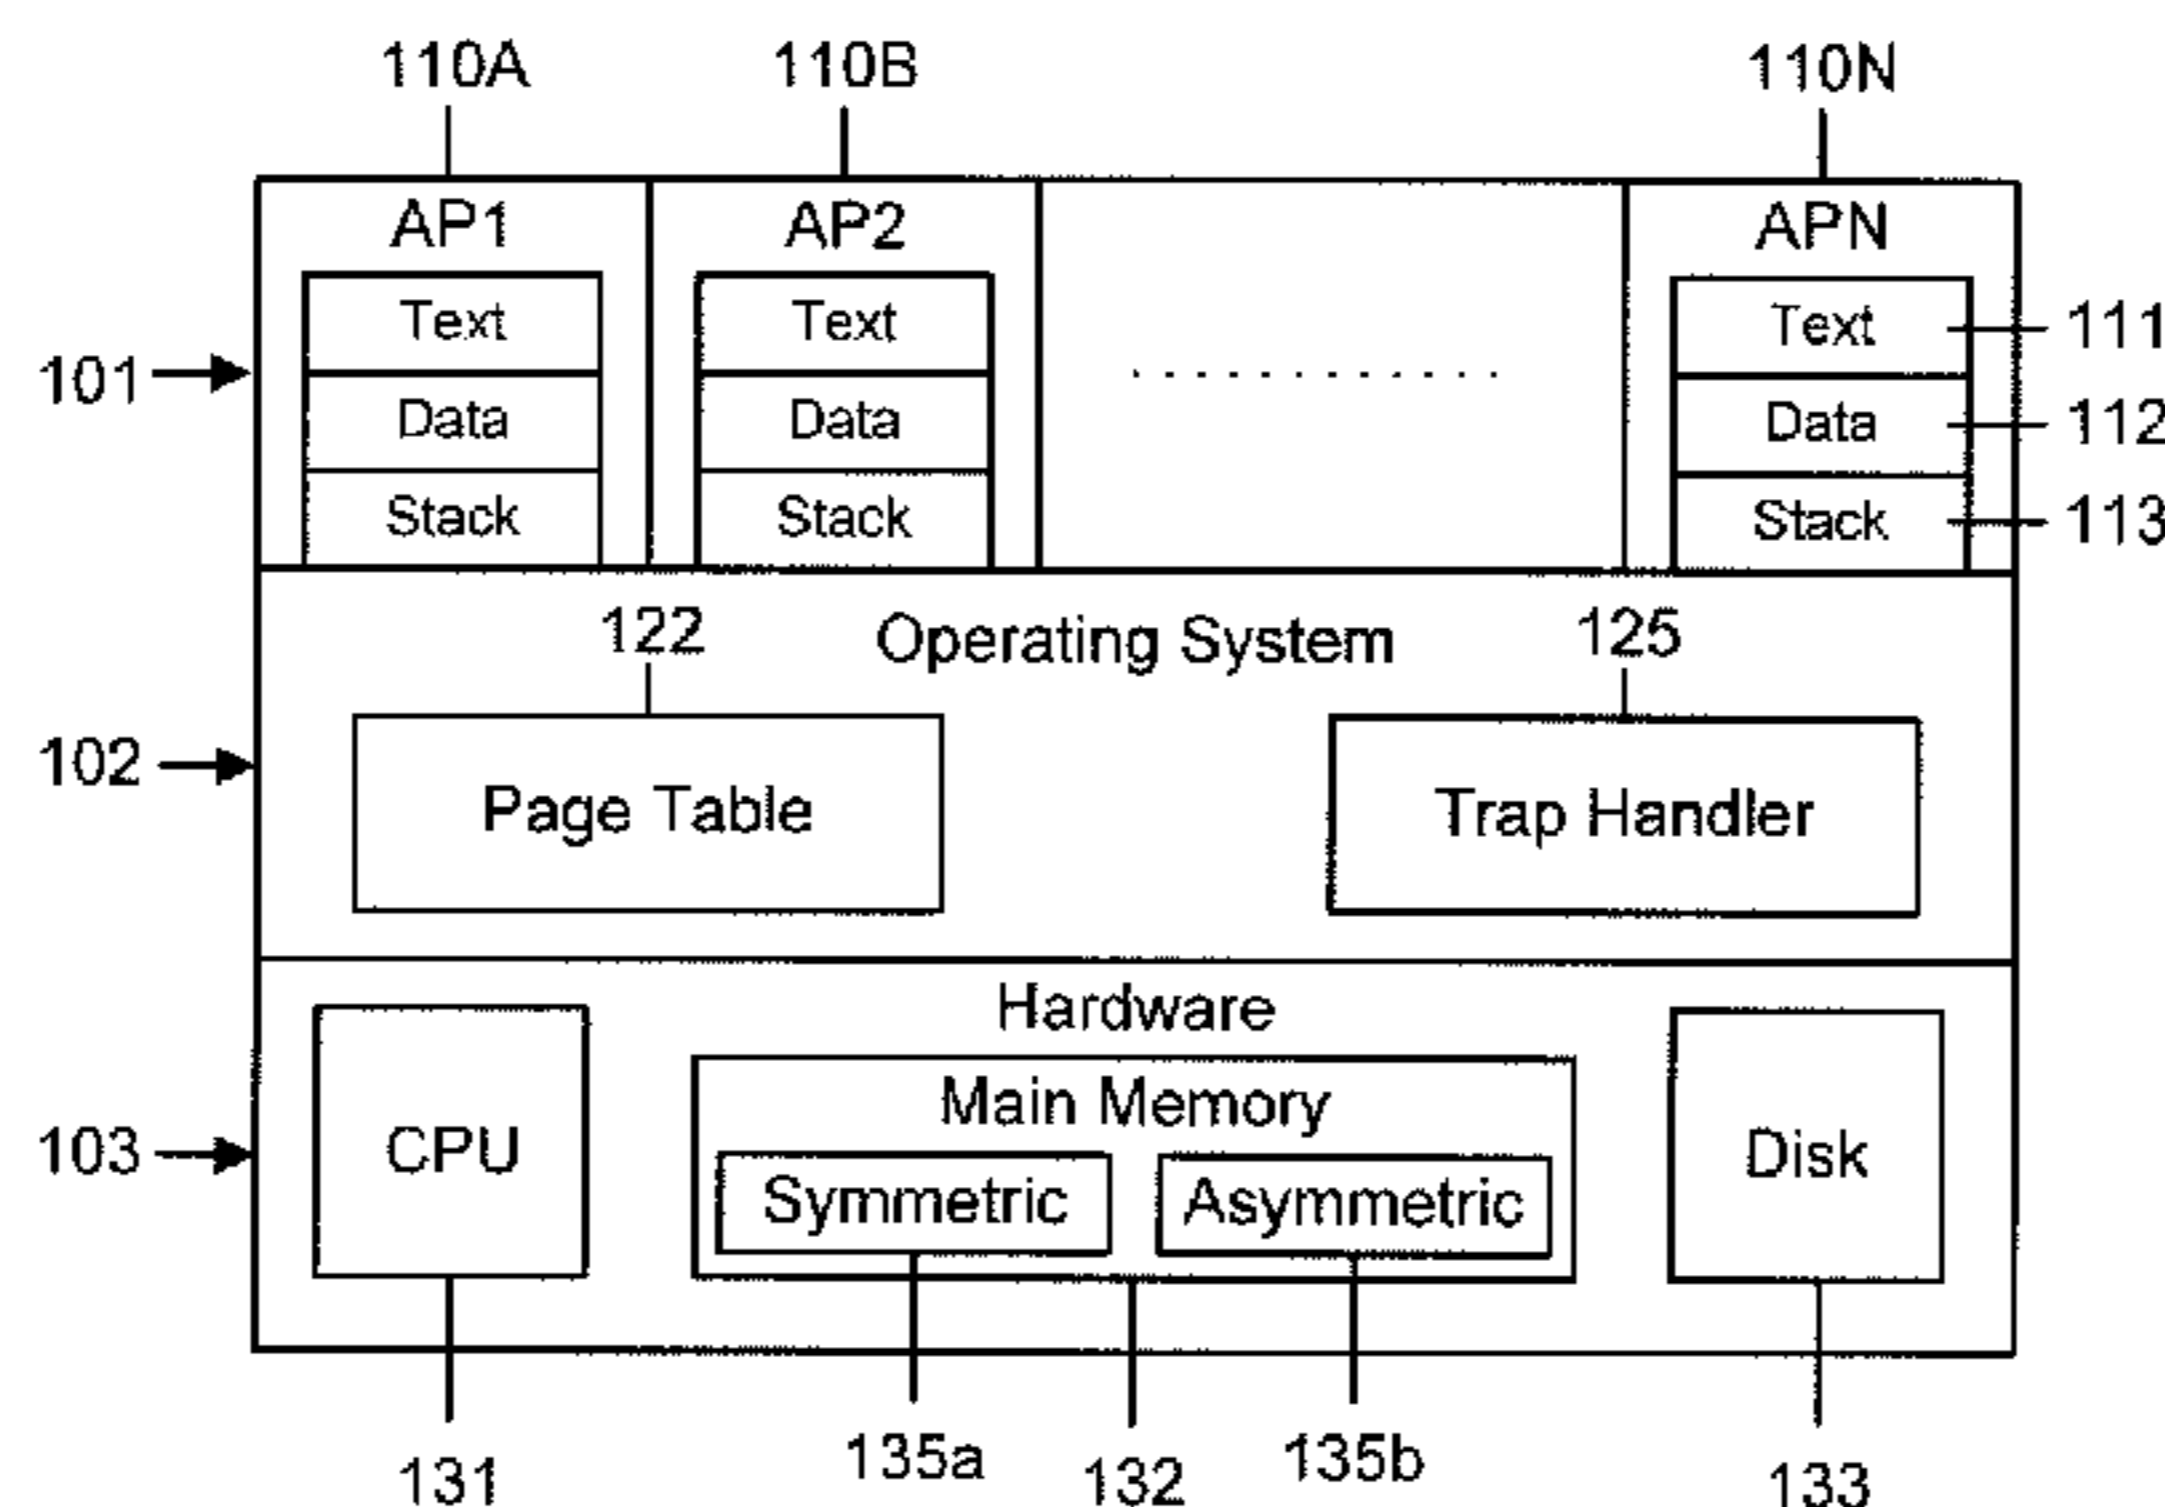 110A 110B 110N
AP1 AP2 APN
Text Text Text 111
101 Data Data ............ Data 112
Stack Stack Stack 113
122 Operating System 125
102 Page Table Trap Handler
Hardware
Main Memory
103 CPU Symmetric Asymmetric Disk
131 135a 132 135b 133